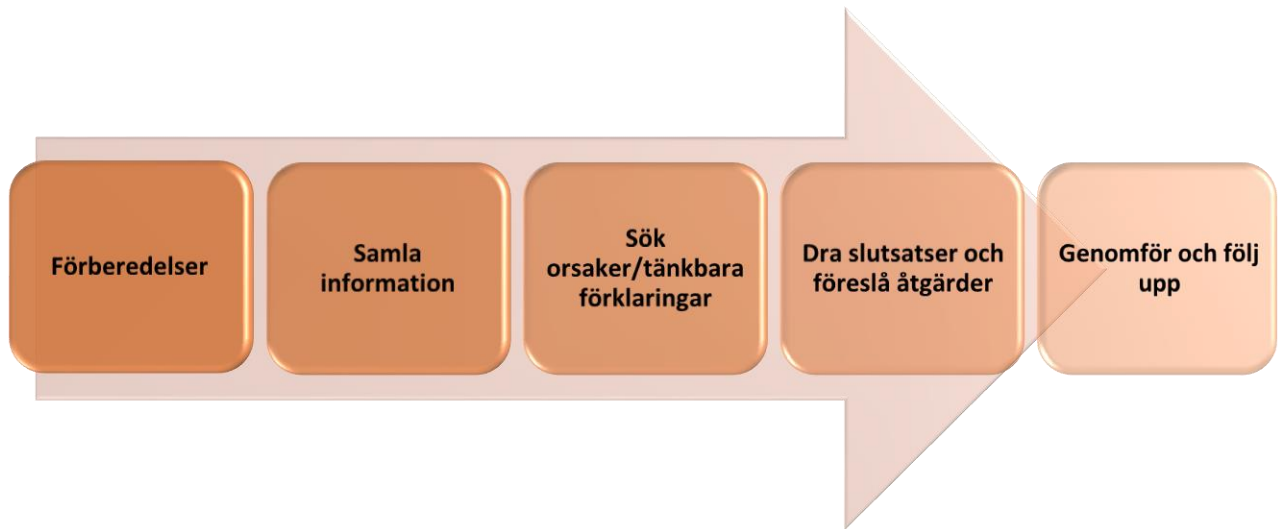 Förberedelser
Samla
information
Sök
orsaker/tänkbara
förklaringar
Dra slutsatser och
föreslå åtgärder
Genomför och följ
upp